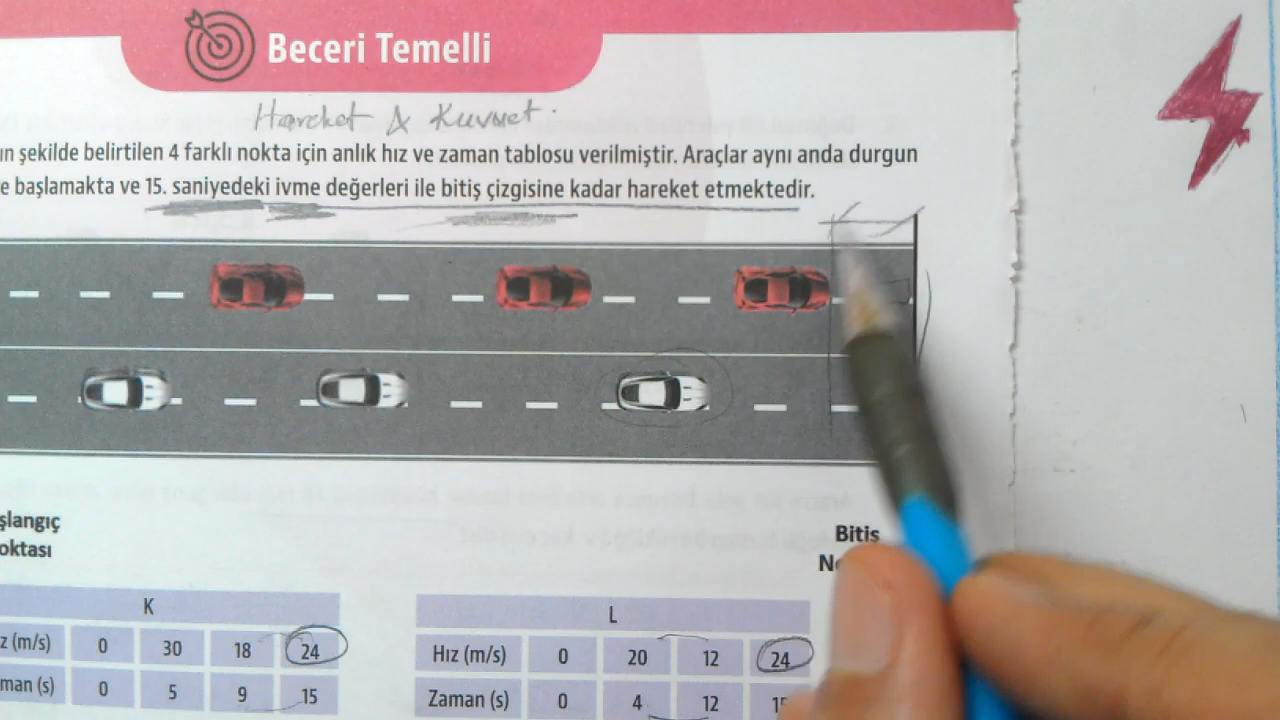 Beceri Temelli
Hareket & Kuvvet.
ın şekilde belirtilen 4 farklı nokta için anlık hız ve zaman tablosu verilmiştir. Araçlar aynı anda durgun
e başlamakta ve 15. saniyedeki ivme değerleri ile bitiş çizgisine kadar hareket etmektedir.
şlangıç
oktası
Bitiş
K
z (m/s) 0 30 18 24
man (s) 0 5 9 15
L
Hız (m/s) 0 20 12 24
Zaman (s) 0 4 12